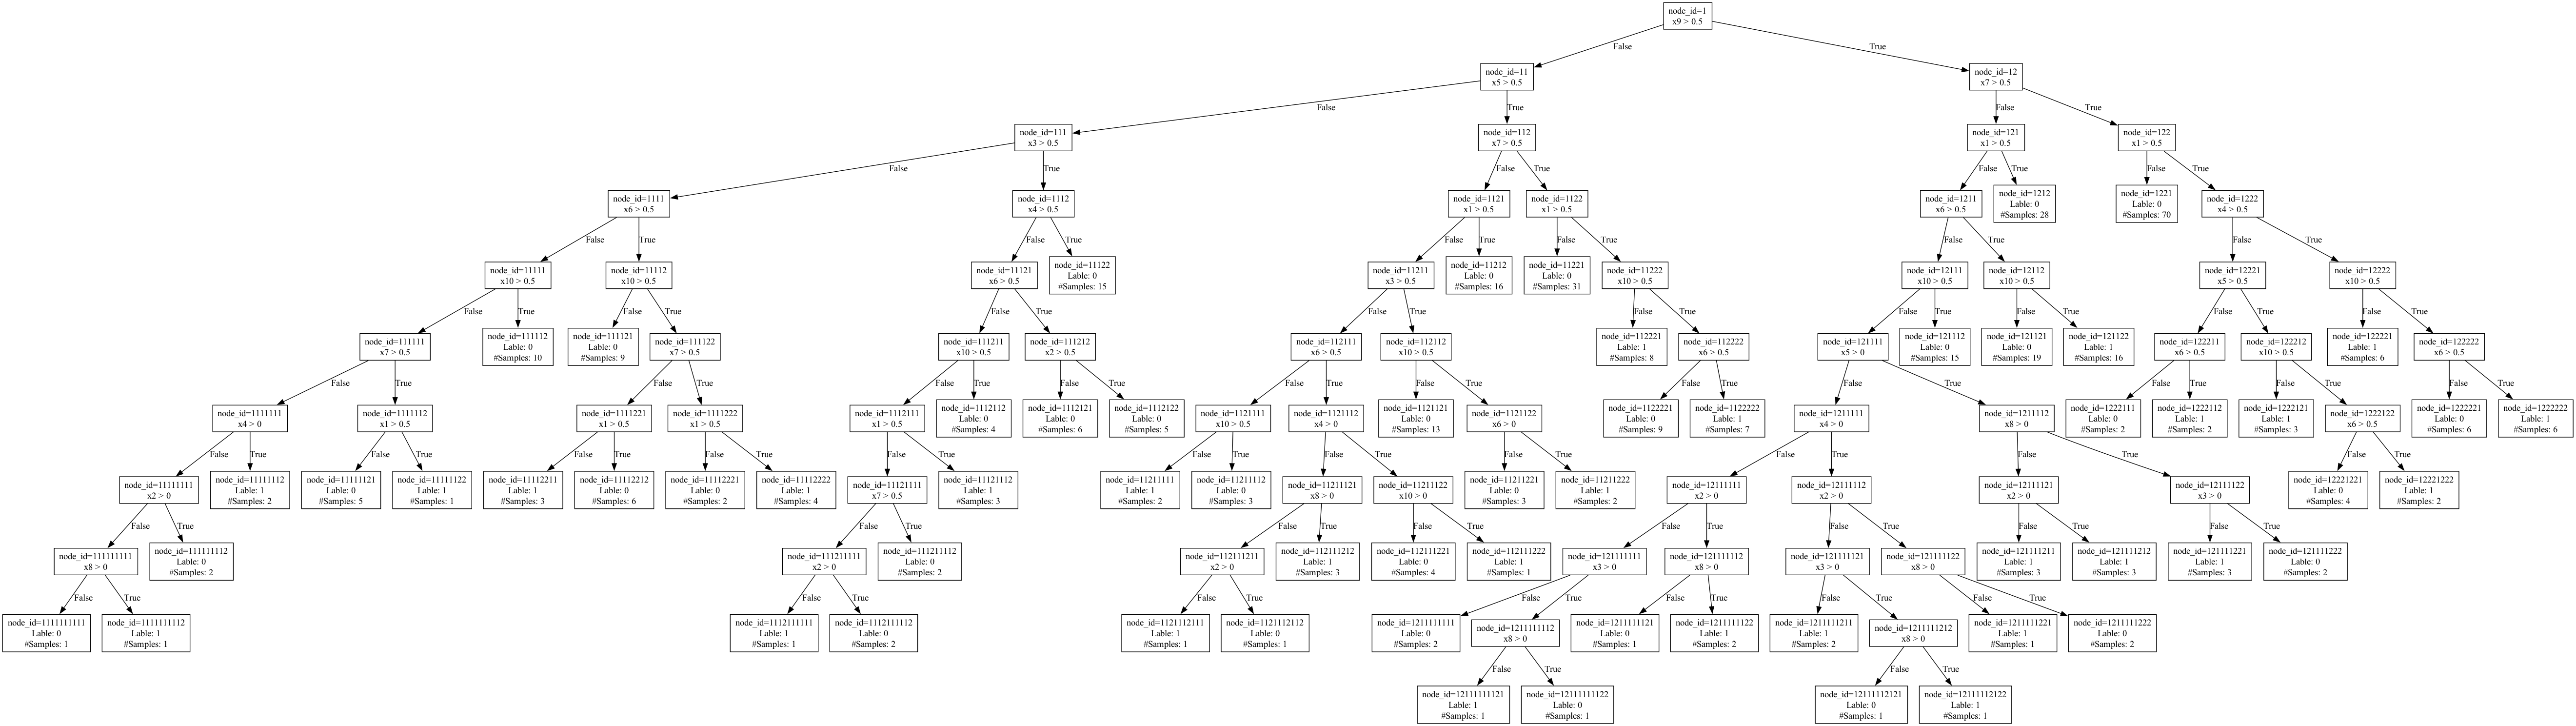 node_id=1
x9 > 0.5
False
True
node_id=11
x5 > 0.5
node_id=12
x7 > 0.5
False
True
False
True
node_id=111
x3 > 0.5
node_id=112
x7 > 0.5
node_id=121
x1 > 0.5
node_id=122
x1 > 0.5
False
True
False
True
False
True
False
True
node_id=1111
x6 > 0.5
node_id=1112
x4 > 0.5
node_id=1121
x1 > 0.5
node_id=1122
x1 > 0.5
node_id=1211
x6 > 0.5
node_id=1212
Lable: 0
#Samples: 28
node_id=1221
Lable: 0
#Samples: 70
node_id=1222
x4 > 0.5
False
True
False
True
False
True
False
True
False
True
False
True
node_id=11111
x10 > 0.5
node_id=11112
x10 > 0.5
node_id=11121
x6 > 0.5
node_id=11122
Lable: 0
#Samples: 15
node_id=11211
x3 > 0.5
node_id=11212
Lable: 0
#Samples: 16
node_id=11221
Lable: 0
#Samples: 31
node_id=11222
x10 > 0.5
node_id=12111
x10 > 0.5
node_id=12112
x10 > 0.5
node_id=12221
x5 > 0.5
node_id=12222
x10 > 0.5
False
True
False
True
False
True
False
True
False
True
False
True
False
True
False
True
False
True
node_id=111111
x7 > 0.5
node_id=111112
Lable: 0
#Samples: 10
node_id=111121
Lable: 0
#Samples: 9
node_id=111122
x7 > 0.5
node_id=111211
x10 > 0.5
node_id=111212
x2 > 0.5
node_id=112111
x6 > 0.5
node_id=112112
x10 > 0.5
node_id=112221
Lable: 1
#Samples: 8
node_id=112222
x6 > 0.5
node_id=121111
x5 > 0
node_id=121112
Lable: 0
#Samples: 15
node_id=121121
Lable: 0
#Samples: 19
node_id=121122
Lable: 1
#Samples: 16
node_id=122211
x6 > 0.5
node_id=122212
x10 > 0.5
node_id=122221
Lable: 1
#Samples: 6
node_id=122222
x6 > 0.5
False
True
False
True
False
True
False
True
False
True
False
True
False
True
False
True
False
True
False
True
False
True
node_id=1111111
x4 > 0
node_id=1111112
x1 > 0.5
node_id=1111221
x1 > 0.5
node_id=1111222
x1 > 0.5
node_id=1112111
x1 > 0.5
node_id=1112112
Lable: 0
#Samples: 4
node_id=1112121
Lable: 0
#Samples: 6
node_id=1112122
Lable: 0
#Samples: 5
node_id=1121111
x10 > 0.5
node_id=1121112
x4 > 0
node_id=1121121
Lable: 0
#Samples: 13
node_id=1121122
x6 > 0
node_id=1122221
Lable: 0
#Samples: 9
node_id=1122222
Lable: 1
#Samples: 7
node_id=1211111
x4 > 0
node_id=1211112
x8 > 0
node_id=1222111
Lable: 0
#Samples: 2
node_id=1222112
Lable: 1
#Samples: 2
node_id=1222121
Lable: 1
#Samples: 3
node_id=1222122
x6 > 0.5
node_id=1222221
Lable: 0
#Samples: 6
node_id=1222222
Lable: 1
#Samples: 6
False
True
False
True
False
True
False
True
False
True
False
True
False
True
False
True
False
True
False
True
False
True
node_id=11111111
x2 > 0
node_id=11111112
Lable: 1
#Samples: 2
node_id=11111121
Lable: 0
#Samples: 5
node_id=11111122
Lable: 1
#Samples: 1
node_id=11112211
Lable: 1
#Samples: 3
node_id=11112212
Lable: 0
#Samples: 6
node_id=11112221
Lable: 0
#Samples: 2
node_id=11112222
Lable: 1
#Samples: 4
node_id=11121111
x7 > 0.5
node_id=11121112
Lable: 1
#Samples: 3
node_id=11211111
Lable: 1
#Samples: 2
node_id=11211112
Lable: 0
#Samples: 3
node_id=11211121
x8 > 0
node_id=11211122
x10 > 0
node_id=11211221
Lable: 0
#Samples: 3
node_id=11211222
Lable: 1
#Samples: 2
node_id=12111111
x2 > 0
node_id=12111112
x2 > 0
node_id=12111121
x2 > 0
node_id=12111122
x3 > 0
node_id=12221221
Lable: 0
#Samples: 4
node_id=12221222
Lable: 1
#Samples: 2
False
True
False
True
False
True
False
True
False
True
False
True
False
True
False
True
node_id=111111111
x8 > 0
node_id=111111112
Lable: 0
#Samples: 2
node_id=111211111
x2 > 0
node_id=111211112
Lable: 0
#Samples: 2
node_id=112111211
x2 > 0
node_id=112111212
Lable: 1
#Samples: 3
node_id=112111221
Lable: 0
#Samples: 4
node_id=112111222
Lable: 1
#Samples: 1
node_id=121111111
x3 > 0
node_id=121111112
x8 > 0
node_id=121111121
x3 > 0
node_id=121111122
x8 > 0
node_id=121111211
Lable: 1
#Samples: 3
node_id=121111212
Lable: 1
#Samples: 3
node_id=121111221
Lable: 1
#Samples: 3
node_id=121111222
Lable: 0
#Samples: 2
False
True
False
True
False
True
False
True
False
True
False
True
False
True
node_id=1111111111
Lable: 0
#Samples: 1
node_id=1111111112
Lable: 1
#Samples: 1
node_id=1112111111
Lable: 1
#Samples: 1
node_id=1112111112
Lable: 0
#Samples: 2
node_id=1121112111
Lable: 1
#Samples: 1
node_id=1121112112
Lable: 0
#Samples: 1
node_id=1211111111
Lable: 0
#Samples: 2
node_id=1211111112
x8 > 0
node_id=1211111121
Lable: 0
#Samples: 1
node_id=1211111122
Lable: 1
#Samples: 2
node_id=1211111211
Lable: 1
#Samples: 2
node_id=1211111212
x8 > 0
node_id=1211111221
Lable: 1
#Samples: 1
node_id=1211111222
Lable: 0
#Samples: 2
False
True
False
True
node_id=12111111121
Lable: 1
#Samples: 1
node_id=12111111122
Lable: 0
#Samples: 1
node_id=12111112121
Lable: 0
#Samples: 1
node_id=12111112122
Lable: 1
#Samples: 1